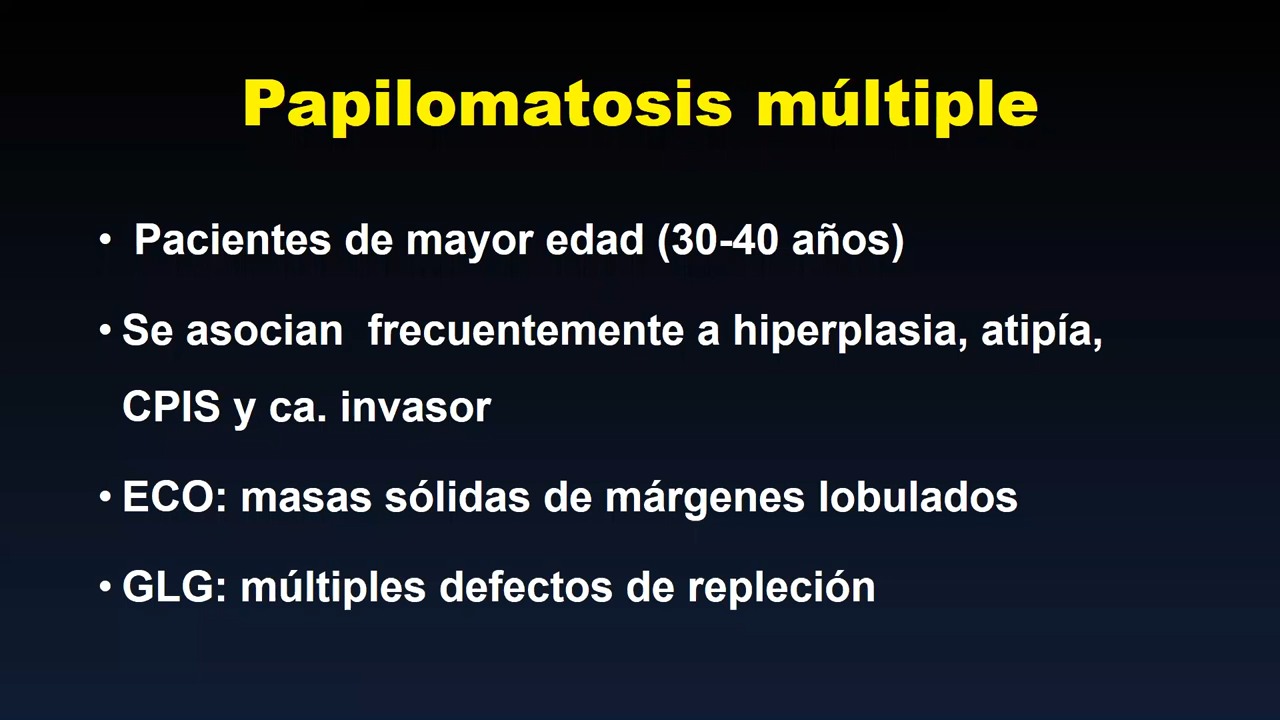 Papilomatosis múltiple
• Pacientes de mayor edad (30-40 años)
• Se asocian frecuentemente a hiperplasia, atipía,
CPIS y ca. invasor
• ECO: masas sólidas de márgenes lobulados
• GLG: múltiples defectos de repleción